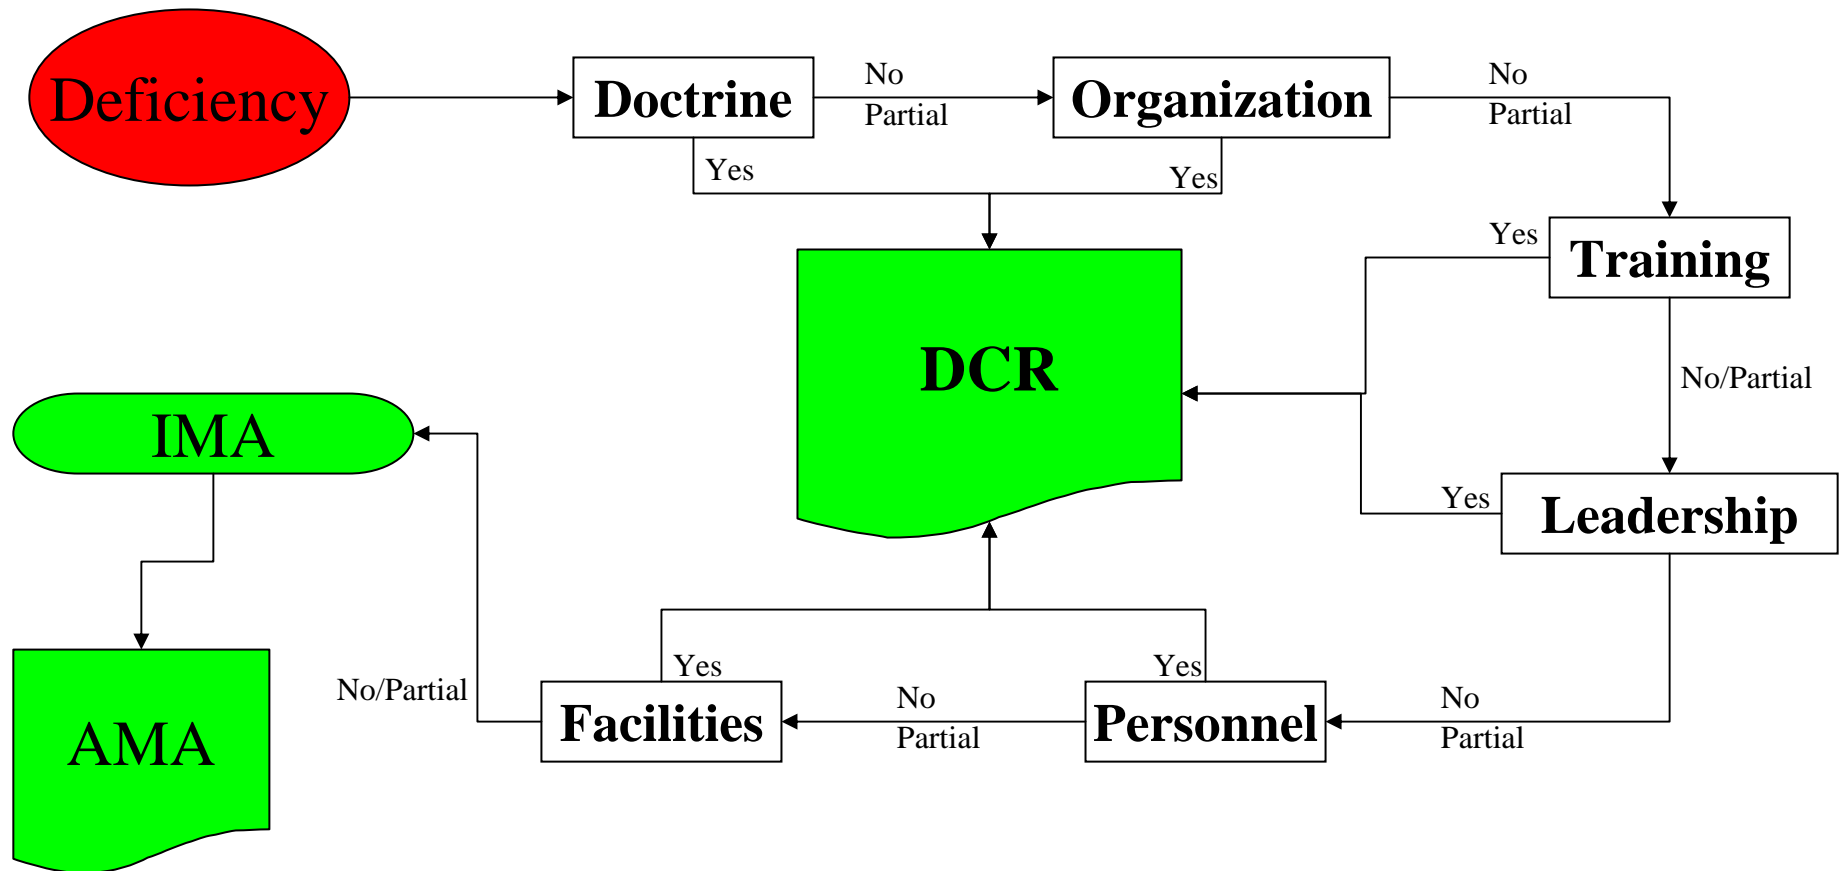 Deficiency
Doctrine
No
Partial
Organization
No
Partial
Yes
Yes
Yes
Training
DCR
No/Partial
IMA
Yes
Leadership
Yes
Yes
No/Partial
Facilities
No
Partial
Personnel
No
Partial
AMA